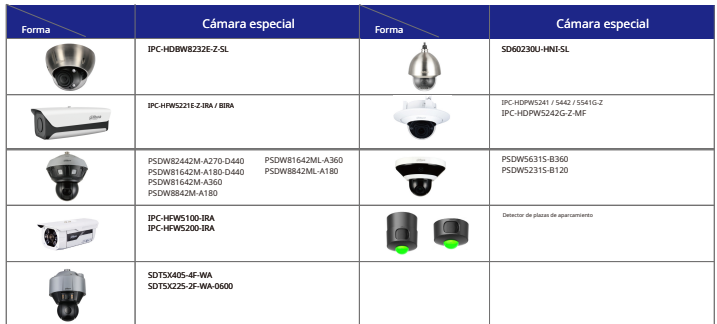 Forma
Cámara especial
Forma
Cámara especial
IPC-HDBW8232E-Z-SL
SD60230U-HNI-SL
IPC-HFW5221E-Z-IRA / BIRA
IPC-HDPW5241 / 5442 / 5541G-Z
IPC-HDPW5242G-Z-MF
PSDW82442M-A270-D440 PSDW81642ML-A360
PSDW81642M-A180-D440 PSDW8842ML-A180
PSDW81642M-A360
PSDW8842M-A180
PSDW5631S-B360
PSDW5231S-B120
IPC-HFW5100-IRA
IPC-HFW5200-IRA
Detector de plazas de aparcamiento
SDT5X405-4F-WA
SDT5X225-2F-WA-0600